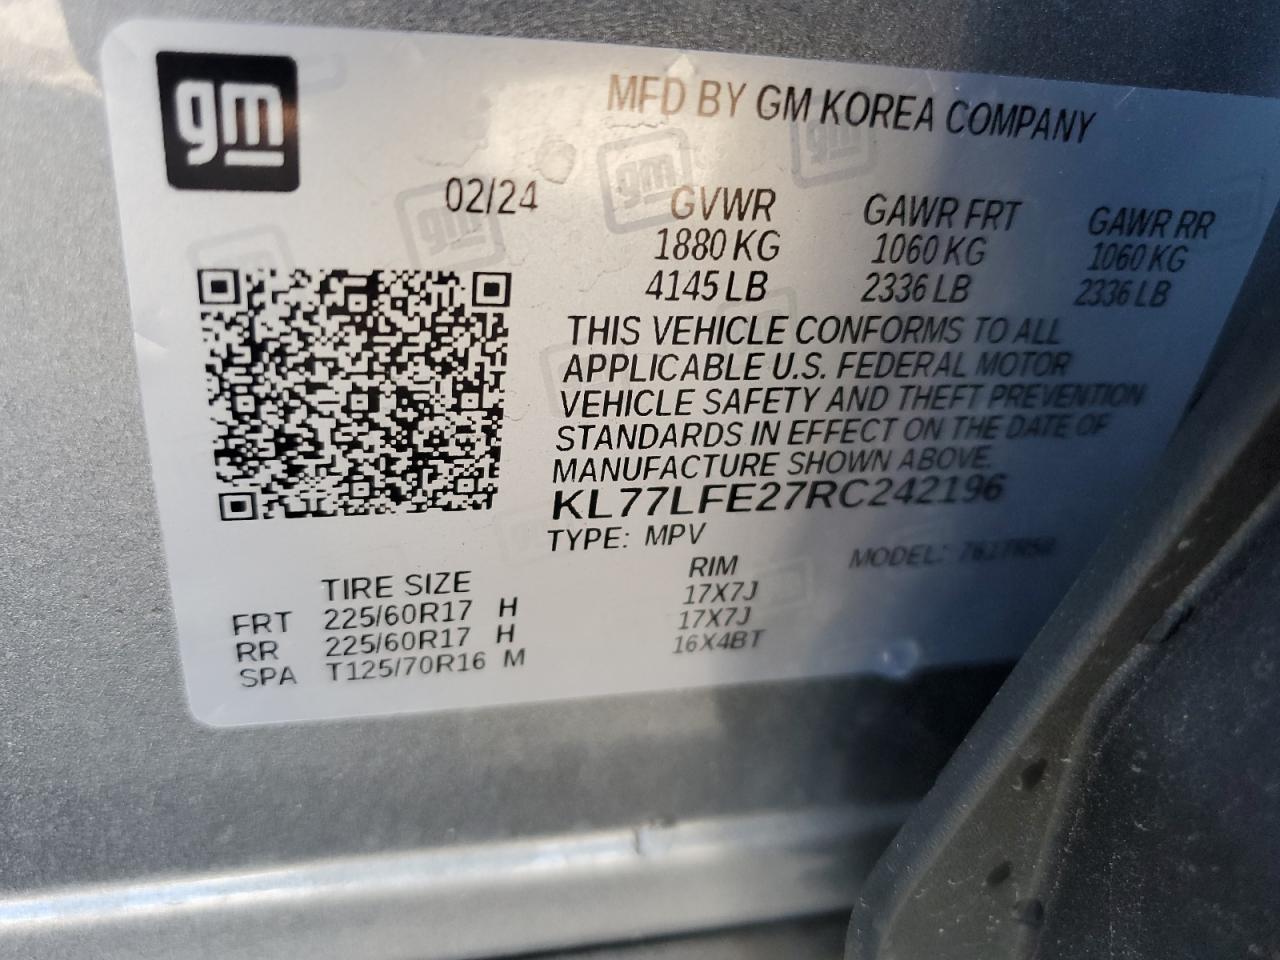 gm
MFD BY GM KOREA COMPANY
02/24
GVWR GAWR FRT GAWR RR
1880 KG 1060 KG 1060 KG
4145 LB 2336 LB 2336 LB
THIS VEHICLE CONFORMS TO ALL
APPLICABLE U.S. FEDERAL MOTOR
VEHICLE SAFETY AND THEFT PREVENTION
STANDARDS IN EFFECT ON THE DATE OF
MANUFACTURE SHOWN ABOVE.
KL77LFE27RC242196
TYPE: MPV MODEL:
TIRE SIZE RIM
FRT 225/60R17 H 17X7J
RR 225/60R17 H 17X7J
SPA T125/70R16 M 16X4BT